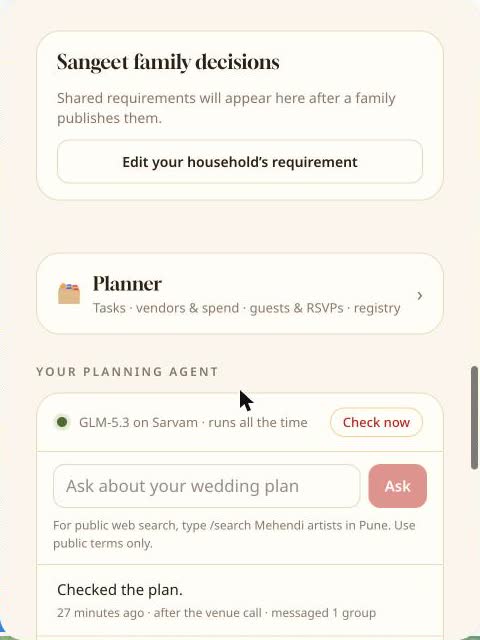 Sangeet family decisions
Shared requirements will appear here after a family
publishes them.
Edit your household’s requirement
Planner
Tasks · vendors & spend · guests & RSVPs · registry
YOUR PLANNING AGENT
GLM-5.3 on Sarvam · runs all the time
Check now
Ask about your wedding plan
Ask
For public web search, type /search Mehendi artists in Pune. Use
public terms only.
Checked the plan.
27 minutes ago · after the venue call · messaged 1 group